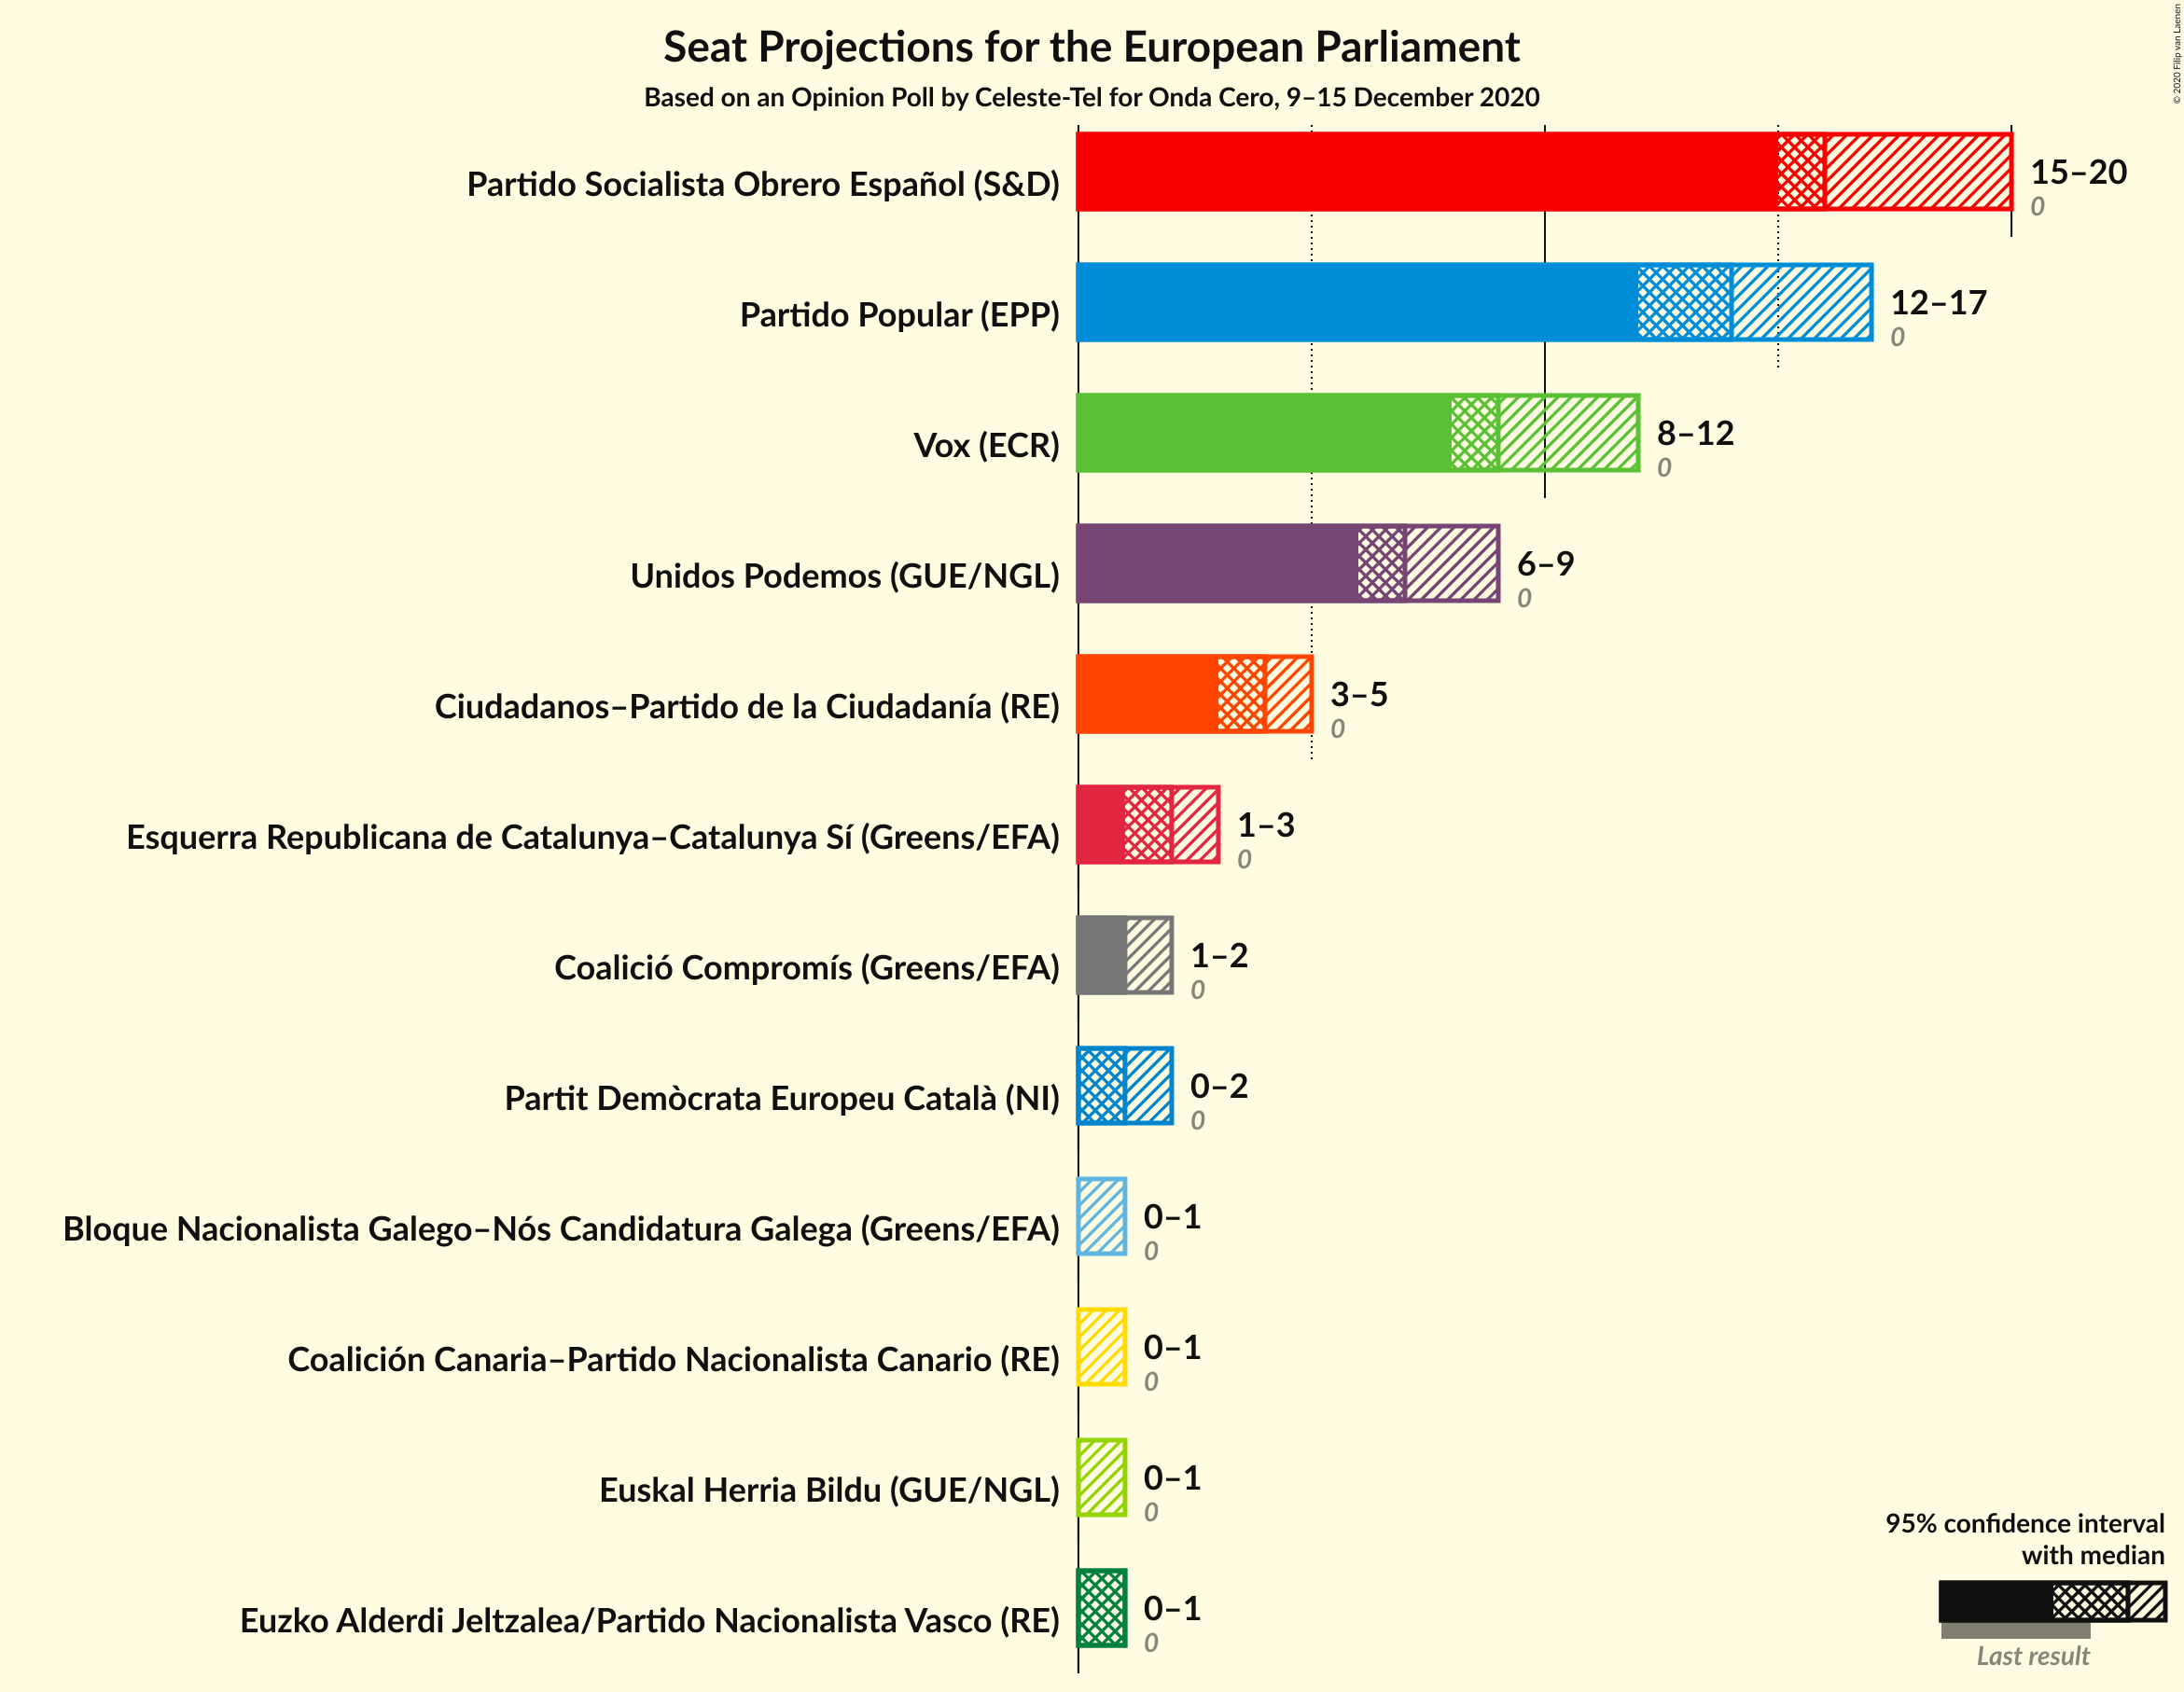 Seat Projections for the European Parliament
Based on an Opinion Poll by Celeste-Tel for Onda Cero, 9–15 December 2020
© 2020 Filip van Laenen
Partido Socialista Obrero Español (S&D)
15–20
0
Partido Popular (EPP)
12–17
0
Vox (ECR)
8–12
0
Unidos Podemos (GUE/NGL)
6–9
0
Ciudadanos–Partido de la Ciudadanía (RE)
3–5
0
Esquerra Republicana de Catalunya–Catalunya Sí (Greens/EFA)
1–3
0
Coalició Compromís (Greens/EFA)
1–2
0
Partit Demòcrata Europeu Català (NI)
0–2
0
Bloque Nacionalista Galego–Nós Candidatura Galega (Greens/EFA)
0–1
0
Coalición Canaria–Partido Nacionalista Canario (RE)
0–1
0
Euskal Herria Bildu (GUE/NGL)
0–1
0
Euzko Alderdi Jeltzalea/Partido Nacionalista Vasco (RE)
0–1
0
95% confidence interval
with median
Last result